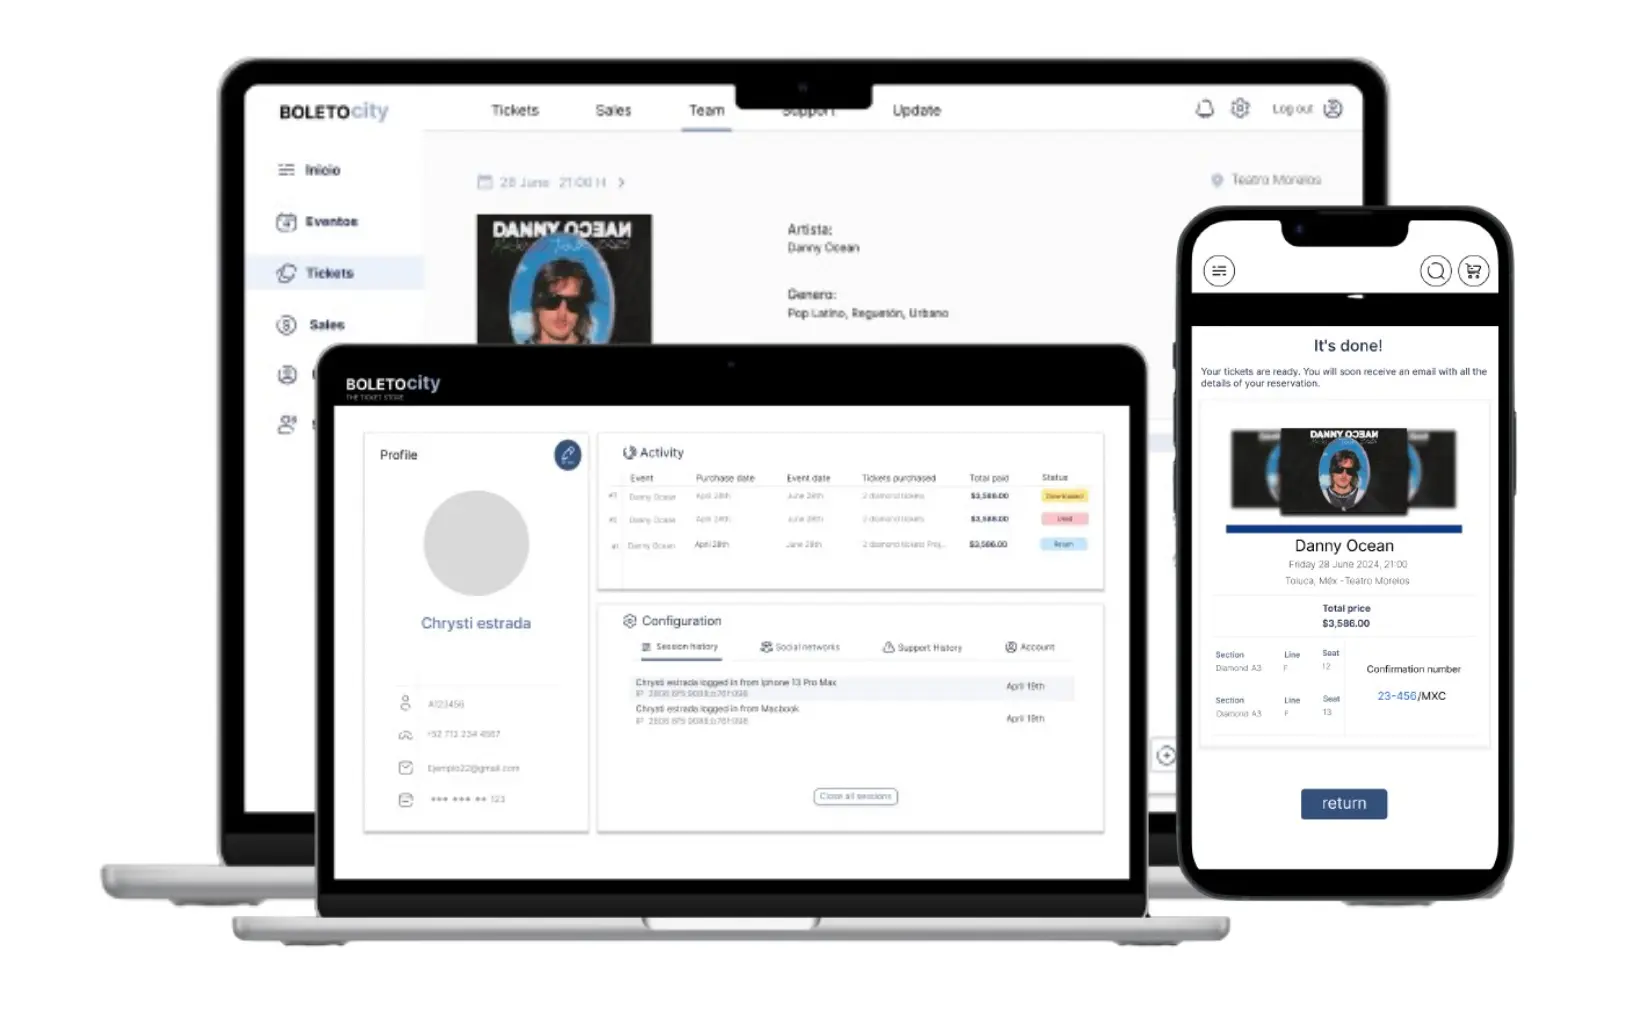 BOLETOcity
Tickets
Sales
Team
Support
Update
Log out
Inicio
Eventos
Tickets
Sales
28 June 21:00 H
Teatro Morelos
DANNY OCEAN
Artista:
Danny Ocean
Genero:
Pop Latino, Reguetón, Urbano
BOLETOcity
THE TICKET STORE
Profile
Chrysti estrada
A123456
+52 712 234 4567
Ejemplo22@gmail.com
*** *** ** 123
Activity
Event Purchase date Event date Tickets purchased Total paid Status
Danny Ocean April 28th June 28th 2 diamond tickets $3,586.00 Downloaded
Danny Ocean April 28th June 28th 2 diamond tickets $3,586.00 Used
#1 Danny Ocean April 28th June 28th 2 diamond tickets Proj... $3,586.00 Return
Configuration
Session history Social networks Support History Account
Chrysti estrada logged in from iphone 13 Pro Max April 19th
Chrysti estrada logged in from Macbook April 19th
Close all sessions
It's done!
Your tickets are ready. You will soon receive an email with all the
details of your reservation.
DANNY OCEAN
Danny Ocean
Friday 28 June 2024, 21:00
Toluca, Méx -Teatro Morelos
Total price
$3,586.00
Section Line Seat
Diamond A3 F 12
Section Line Seat
Diamond A3 F 13
Confirmation number
23-456/MXC
return